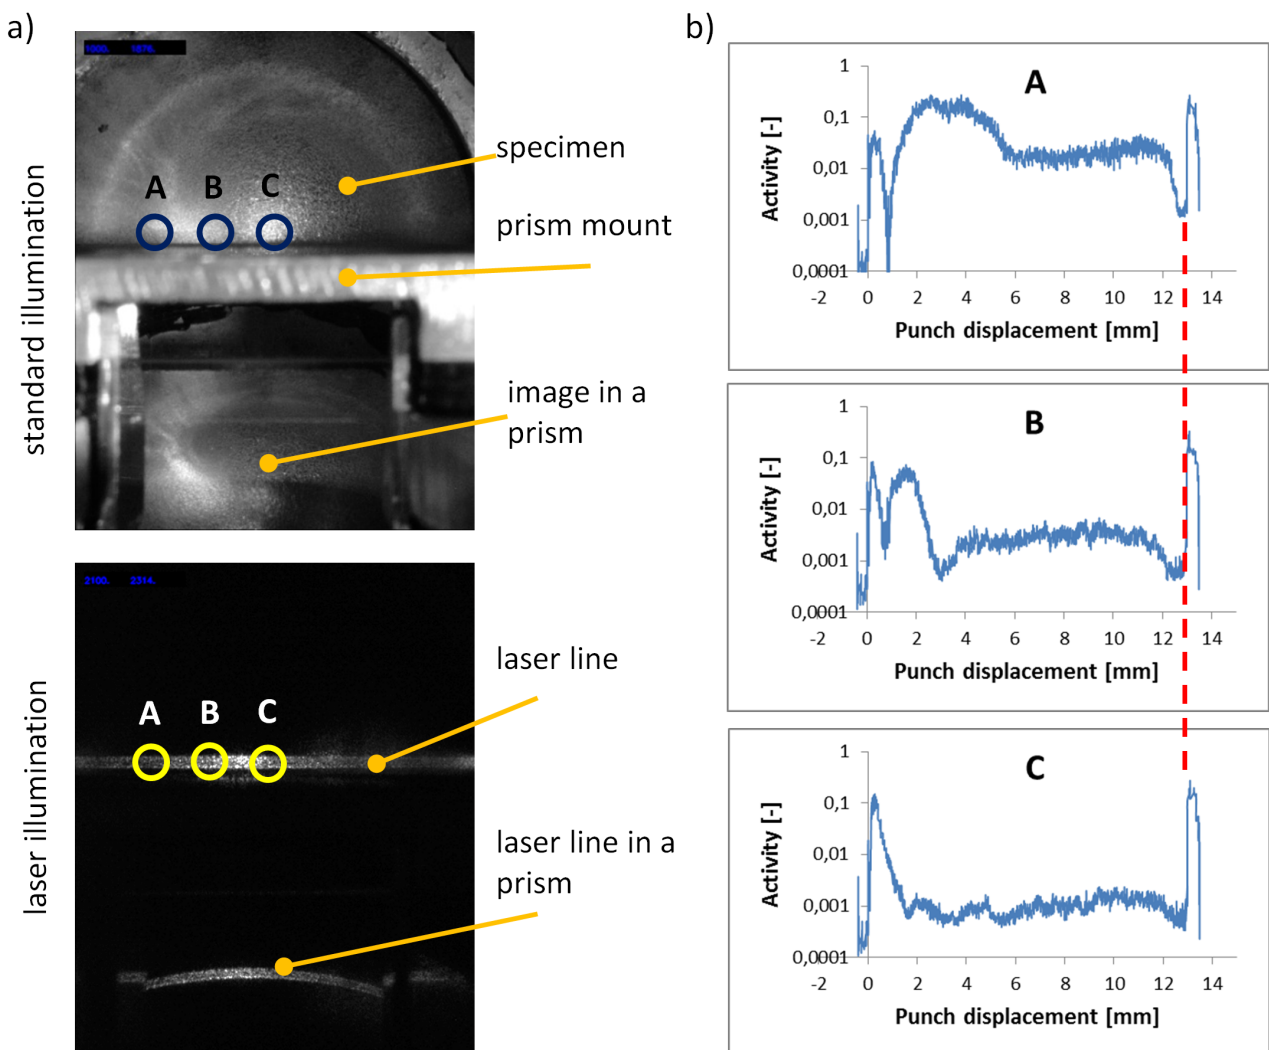 a)
standard illumination
1000. 1876.
A B C
specimen
prism mount
image in a
prism
laser illumination
2100. 2314.
A B C
laser line
laser line in a
prism
b)
A
Activity [-]
1
0,1
0,01
0,001
0,0001
-2 0 2 4 6 8 10 12 14
Punch displacement [mm]
B
Activity [-]
1
0,1
0,01
0,001
0,0001
-2 0 2 4 6 8 10 12 14
Punch displacement [mm]
C
Activity [-]
1
0,1
0,01
0,001
0,0001
-2 0 2 4 6 8 10 12 14
Punch displacement [mm]